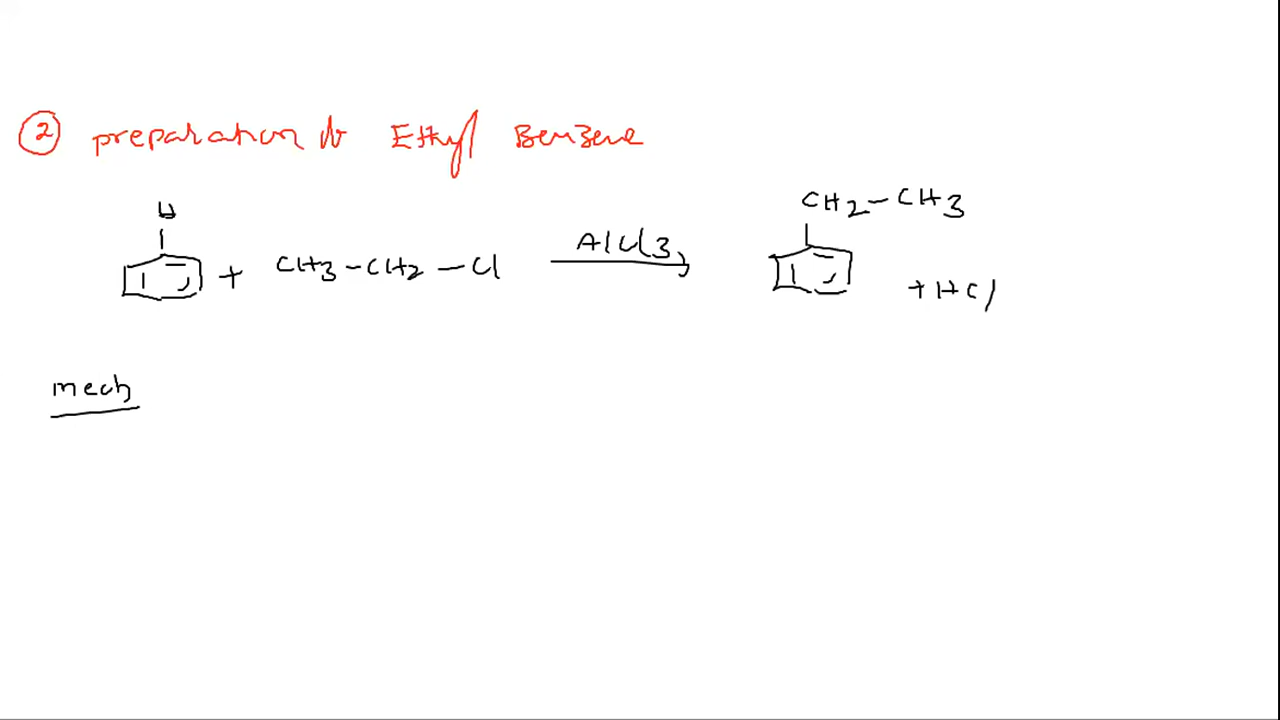 ② preparation of Ethyl Benzene
H
CH3-CH2
+ CH3-CH2-Cl AlCl3,
+ HCl
mech